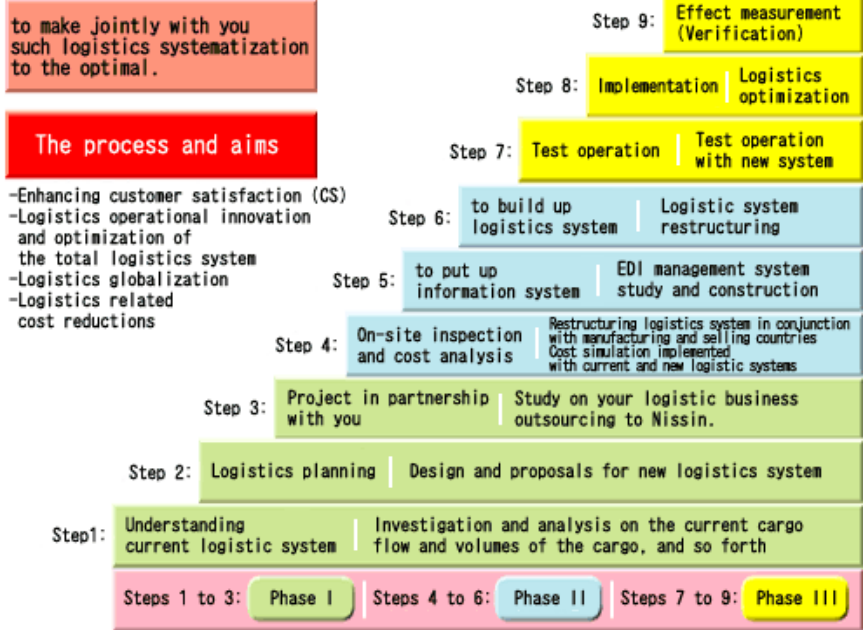 to make jointly with you
such logistics systematization
to the optimal.
The process and aims
-Enhancing customer satisfaction (CS)
-Logistics operational innovation
and optimization of
the total logistics system
-Logistics globalization
-Logistics related
cost reductions
Step 9: Effect measurement
(Verification)
Step 8: Implementation Logistics
optimization
Step 7: Test operation Test operation
with new system
Step 6: to build up
logistics system
Logistic system
restructuring
Step 5: to put up
information system
EDI management system
study and construction
Step 4: On-site inspection
and cost analysis
Restructuring logistics system in conjunction
with manufacturing and selling countries
Cost simulation implemented
with current and new logistic systems
Step 3: Project in partnership
with you
Study on your logistic business
outsourcing to Nissin.
Step 2: Logistics planning Design and proposals for new logistics system
Step1: Understanding
current logistic system
Investigation and analysis on the current cargo
flow and volumes of the cargo, and so forth
Steps 1 to 3: Phase I Steps 4 to 6: Phase II Steps 7 to 9: Phase III